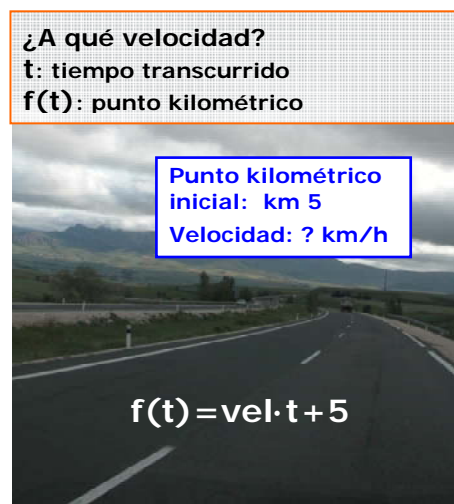 ¿A qué velocidad?
t: tiempo transcurrido
f(t): punto kilométrico
Punto kilométrico
inicial: km 5
Velocidad: ? km/h
f(t)=vel·t+5